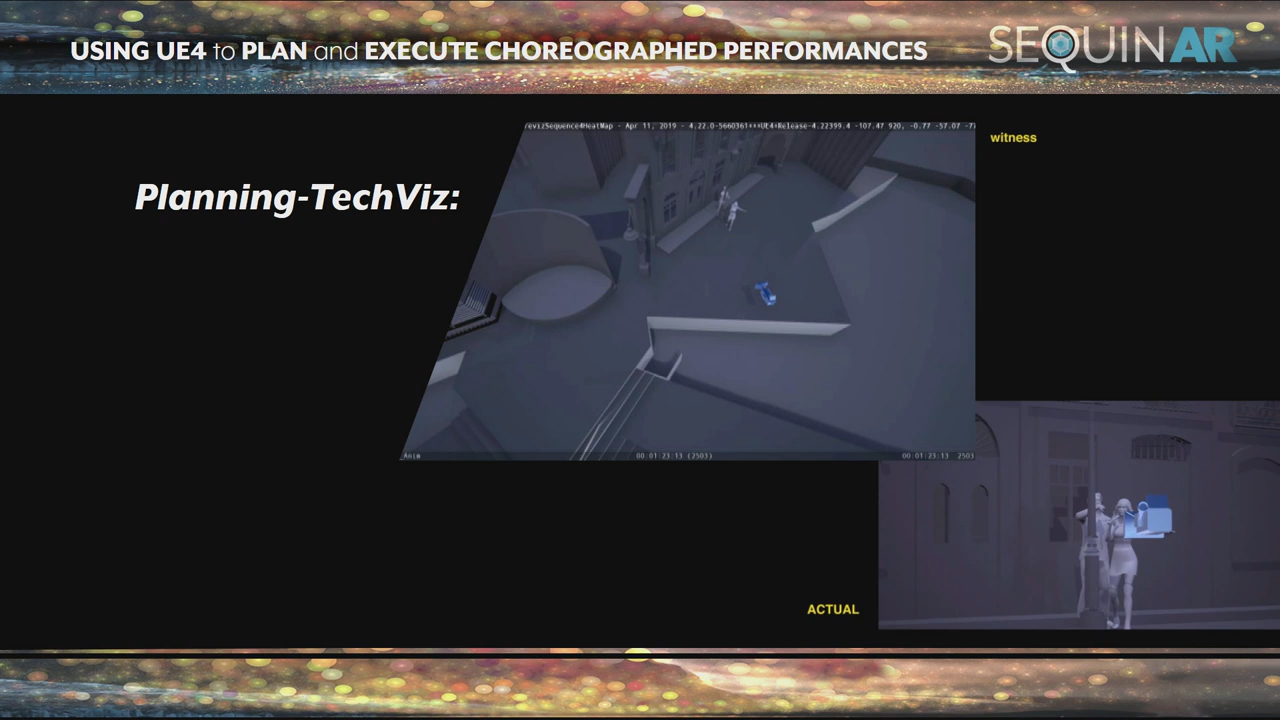 USING UE4 to PLAN and EXECUTE CHOREOGRAPHED PERFORMANCES
SEQUINAR
Planning-TechViz:
witness
Anim
00:01:23:13 (2503)
00:01:23:13 2503
ACTUAL